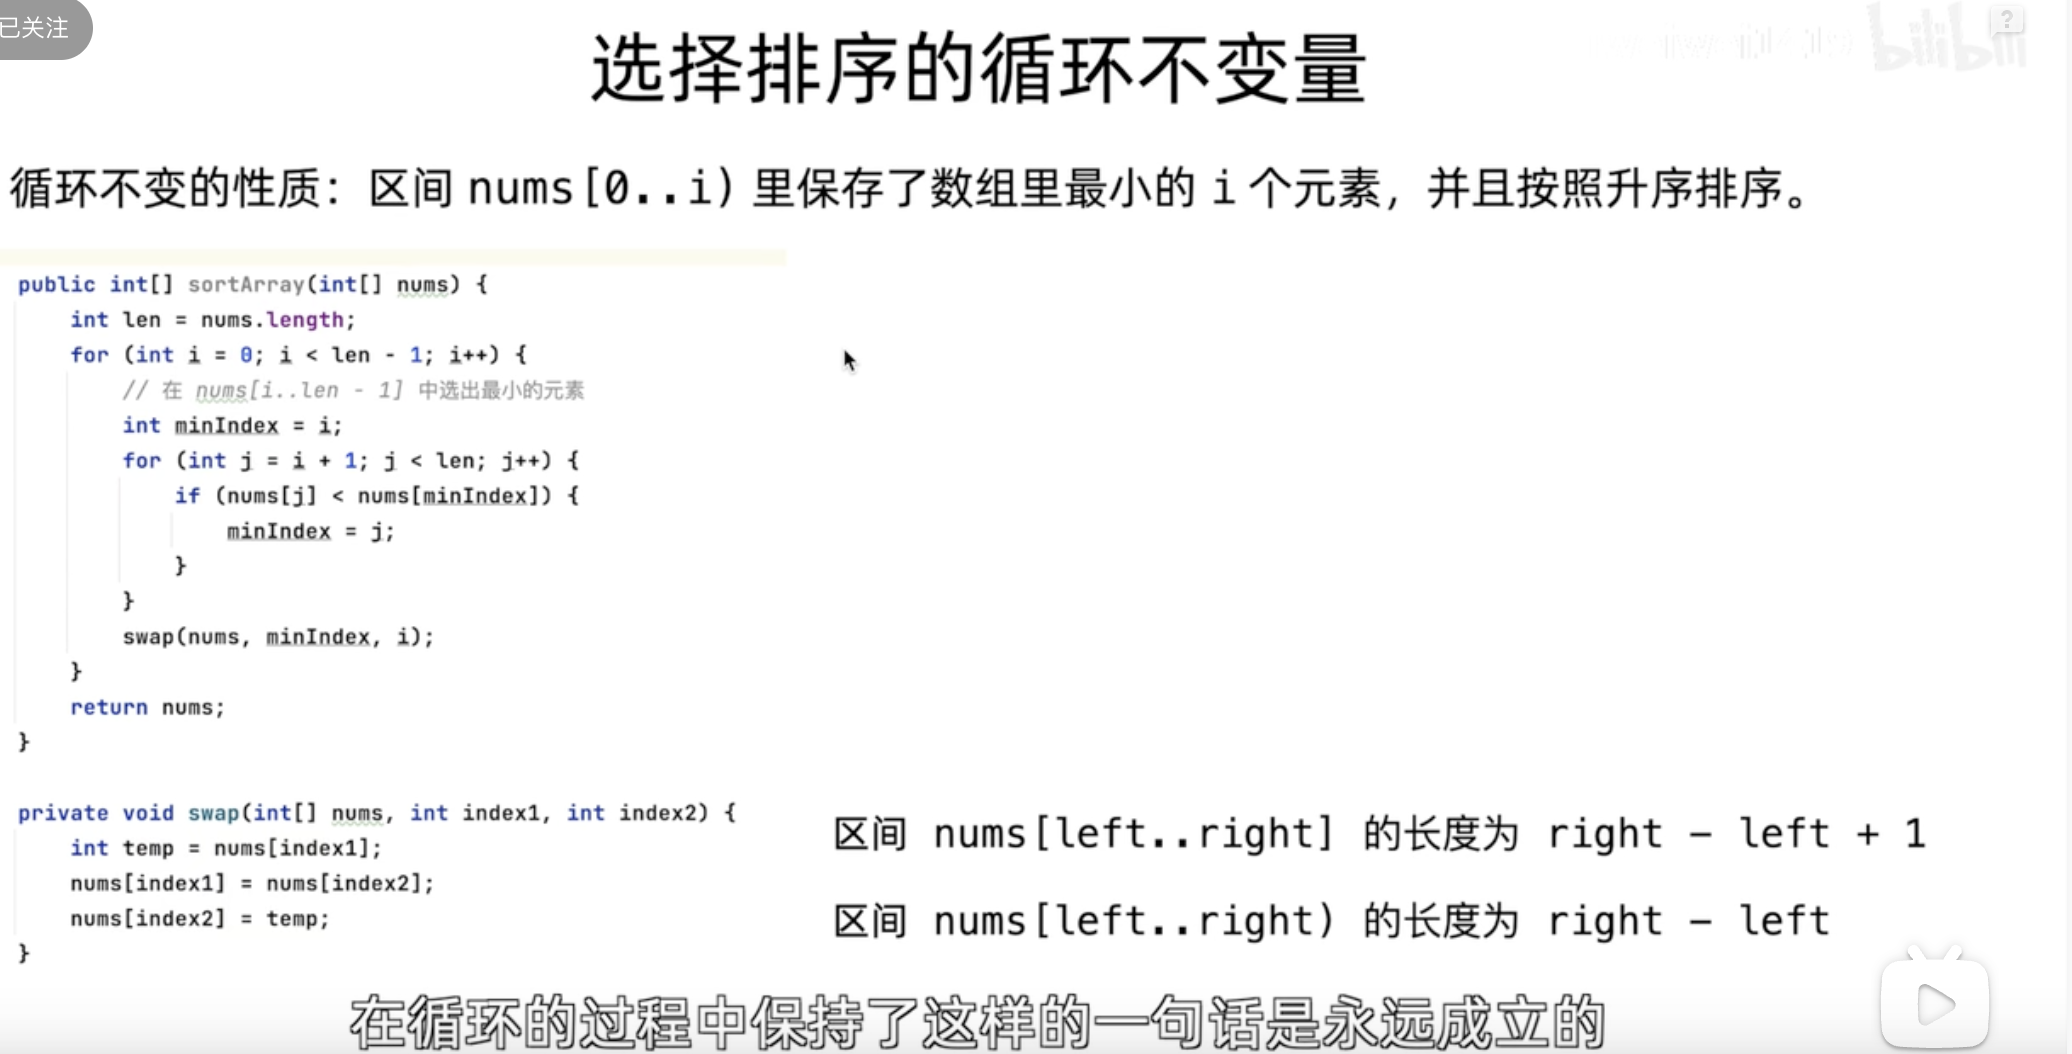 已关注
选择排序的循环不变量
bilibili
?
循环不变的性质：区间 nums[0..i) 里保存了数组里最小的 i 个元素，并且按照升序排序。
public int[] sortArray(int[] nums) {
    int len = nums.length;
    for (int i = 0; i < len - 1; i++) {
        // 在 nums[i..len - 1] 中选出最小的元素
        int minIndex = i;
        for (int j = i + 1; j < len; j++) {
            if (nums[j] < nums[minIndex]) {
                minIndex = j;
            }
        }
        swap(nums, minIndex, i);
    }
    return nums;
}
private void swap(int[] nums, int index1, int index2) {
    int temp = nums[index1];
    nums[index1] = nums[index2];
    nums[index2] = temp;
}
区间 nums[left..right] 的长度为 right - left + 1
区间 nums[left..right) 的长度为 right - left
在循环的过程中保持了这样的一句话是永远成立的